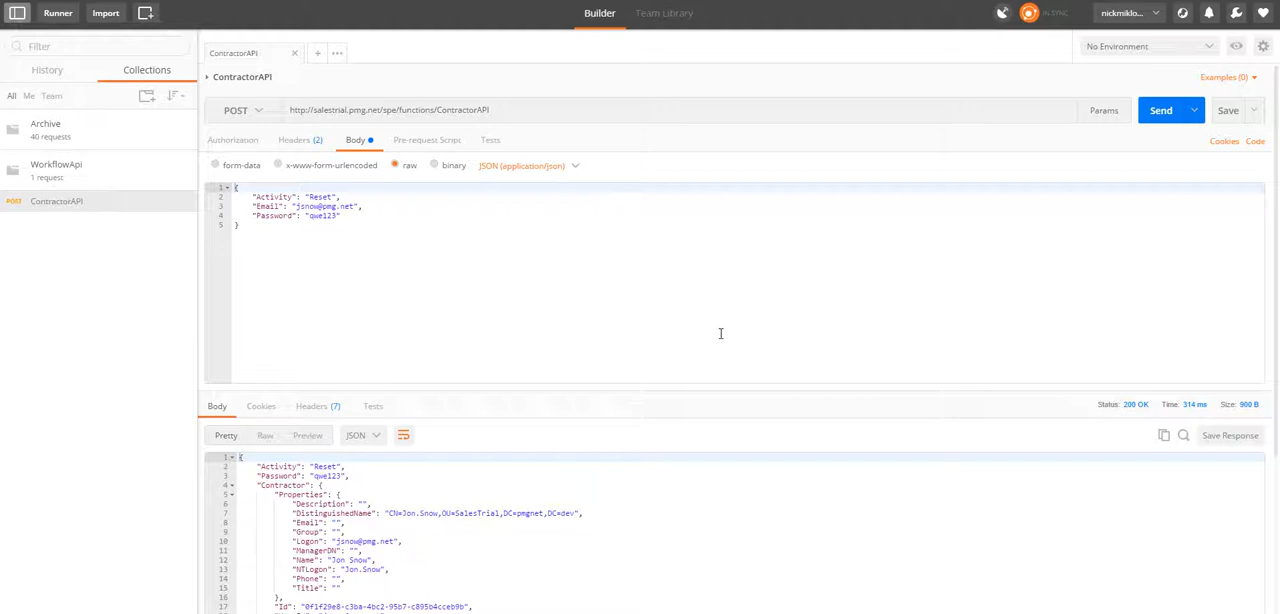 Runner Import Builder Team Library IN SYNC nickmiklo...
Filter
History Collections
All Me Team
Archive
40 requests
WorkflowApi
1 request
POST ContractorAPI
ContractorAPI
No Environment
ContractorAPI
Examples (0)
POST http://salestrial.pmg.net/spe/functions/ContractorAPI Params Send Save
Authorization Headers (2) Body Pre-request Script Tests Cookies Code
form-data x-www-form-urlencoded raw binary JSON (application/json)
1 {
2 "Activity": "Reset",
3 "Email": "jsnow@pmg.net",
4 "Password": "qwe123"
5 }
Body Cookies Headers (7) Tests Status: 200 OK Time: 314 ms Size: 900 B
Pretty Raw Preview JSON Save Response
1 {
2 "Activity": "Reset",
3 "Password": "qwe123",
4 "Contractor": {
5 "Properties": {
6 "Description": "",
7 "DistinguishedName": "CN=Jon.Snow,OU=SalesTrial,DC=pmgnet,DC=dev",
8 "Email": "",
9 "Group": "",
10 "Logon": "jsnow@pmg.net",
11 "ManagerDN": "",
12 "Name": "Jon Snow",
13 "NTLogon": "Jon.Snow",
14 "Phone": "",
15 "Title": ""
16 },
17 "Id": "0f1f29e8-c3ba-4bc2-95b7-c895b4cceb9b",